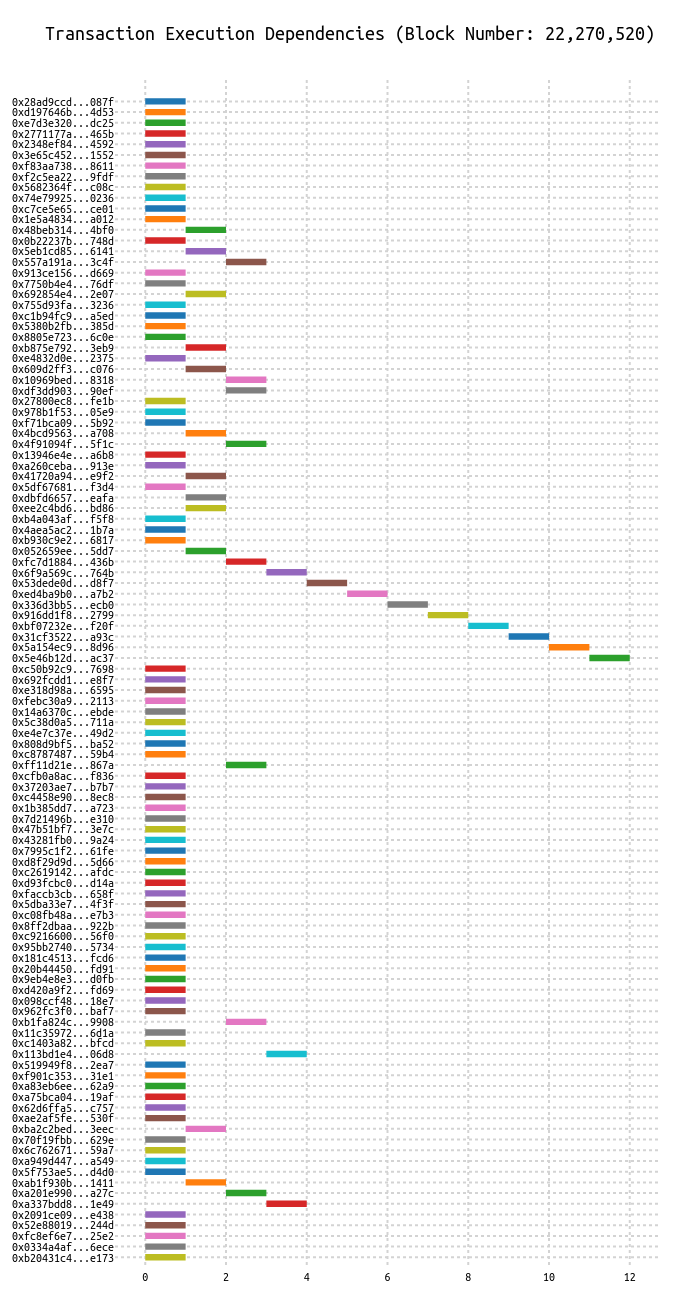 Transaction Execution Dependencies (Block Number: 22,270,520)
0x28ad9ccd...087f
0xd197646b...4d53
0xe7d3e320...dc25
0x2771177a...465b
0x2348ef84...4592
0x3e65c452...1552
0xf83aa738...8611
0xf2c5ea22...9fdf
0x5682364f...c08c
0x74e79925...0236
0xc7ce5e65...ce01
0x1e5a4834...a012
0x48beb314...4bf0
0x0b22237b...748d
0x5eb1cd85...6141
0x557a191a...3c4f
0x913ce156...d669
0x7750b4e4...76df
0x692854e4...2e07
0x755d93fa...3236
0xc1b94fc9...a5ed
0x5380b2fb...385d
0x8805e723...6c0e
0xb875e792...3eb9
0xe4832d0e...2375
0x609d2ff3...c076
0x10969bed...8318
0xdf3dd903...90ef
0x27800ec8...fe1b
0x978b1f53...05e9
0xf71bca09...5b92
0x4bcd9563...a708
0x4f91094f...5f1c
0x13946e4e...a6b8
0xa260ceba...913e
0x41720a94...e9f2
0x5df67681...f3d4
0xdbfd6657...eafa
0xee2c4bd6...bd86
0xb4a043af...f5f8
0x4aea5ac2...1b7a
0xb930c9e2...6817
0x052659ee...5dd7
0xfc7d1884...436b
0x6f9a569c...764b
0x53dede0d...d8f7
0xed4ba9b0...a7b2
0x336d3bb5...ecb0
0x916dd1f8...2799
0xbf07232e...f20f
0x31cf3522...a93c
0x5a154ec9...8d96
0x5e46b12d...ac37
0xc50b92c9...7698
0x692fcdd1...e8f7
0xe318d98a...6595
0xfebc30a9...2113
0x14a6370c...ebde
0x5c38d0a5...711a
0xe4e7c37e...49d2
0x808d9bf5...ba52
0xc8787487...59b4
0xff11d21e...867a
0xcfb0a8ac...f836
0x37203ae7...b7b7
0xc4458e90...8ec8
0x1b385dd7...a723
0x7d21496b...e310
0x47b51bf7...3e7c
0x43281fb0...9a24
0x7995c1f2...61fe
0xd8f29d9d...5d66
0xc2619142...afdc
0xd93fcbc0...d14a
0xfaccb3cb...658f
0x5dba33e7...4f3f
0xc08fb48a...e7b3
0x8ff2dbaa...922b
0xc9216600...56f0
0x95bb2740...5734
0x181c4513...fcd6
0x20b44450...fd91
0x9eb4e8e3...d0fb
0xd420a9f2...fd69
0x098ccf48...18e7
0x962fc3f0...baf7
0xb1fa824c...9908
0x11c35972...6d1a
0xc1403a82...bfcd
0x113bd1e4...06d8
0x519949f8...2ea7
0xf901c353...31e1
0xa83eb6ee...62a9
0xa75bca04...19af
0x62d6ffa5...c757
0xae2af5fe...530f
0xba2c2bed...3eec
0x70f19fbb...629e
0x6c762671...59a7
0xa949d447...a549
0x5f753ae5...d4d0
0xab1f930b...1411
0xa201e990...a27c
0xa337bdd8...1e49
0x2091ce09...e438
0x52e88019...244d
0xfc8ef6e7...25e2
0x0334a4af...6ece
0xb20431c4...e173
0 2 4 6 8 10 12